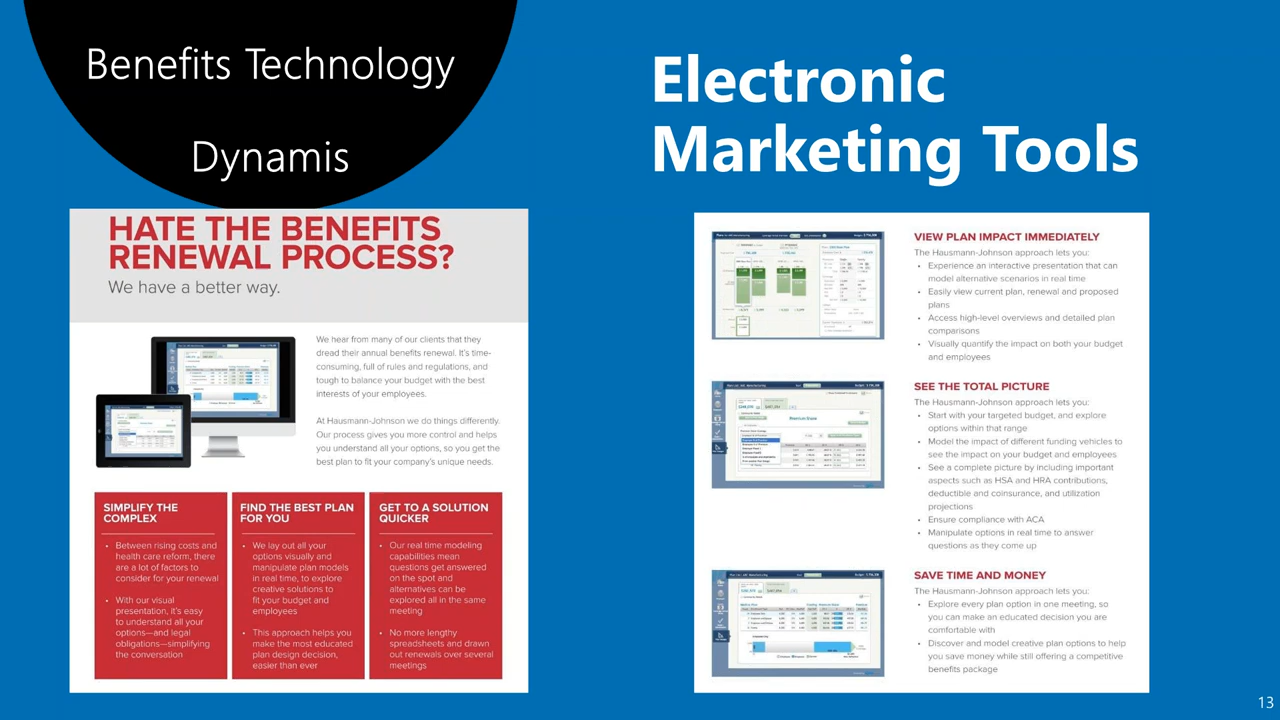 Benefits Technology
Dynamis
Electronic
Marketing Tools
HATE THE BENEFITS
RENEWAL PROCESS?
We have a better way.
We hear from many of our clients that they
dread their annual benefits renewal. It's time-
consuming, full of rules and regulations, and
tough to balance your budget with the best
interests of your employees.
At Hausmann-Johnson we do things differently.
Our process gives you more control and helps
you understand all your options, so you get the
best plan to fit your company's unique needs.
SIMPLIFY THE
COMPLEX
• Between rising costs and
health care reform, there
are a lot of factors to
consider for your renewal
• With our visual
presentation, it's easy
to understand all your
options—and legal
obligations—simplifying
the conversation
FIND THE BEST PLAN
FOR YOU
• We lay out all your
options visually and
manipulate plan models
in real time, to explore
creative solutions to
fit your budget and
employees
• This approach helps you
make the most educated
plan design decision,
easier than ever
GET TO A SOLUTION
QUICKER
• Our real time modeling
capabilities mean
questions get answered
on the spot and
alternatives can be
explored all in the same
meeting
• No more lengthy
spreadsheets and drawn
out renewals over several
meetings
VIEW PLAN IMPACT IMMEDIATELY
The Hausmann-Johnson approach lets you:
• Experience an interactive presentation that can
model alternative scenarios in real time
• Easily view current plan, renewal and proposed
plans
• Access high-level overviews and detailed plan
comparisons
• Visually quantify the impact on both your budget
and employees
SEE THE TOTAL PICTURE
The Hausmann-Johnson approach lets you:
• Start with your targeted budget, and explore
options within that range
• Model the impact of different funding vehicles to
see the impact on your budget and employees
• See a complete picture by including important
aspects such as HSA and HRA contributions,
deductible and coinsurance, and utilization
projections
• Ensure compliance with ACA
• Manipulate options in real time to answer
questions as they come up
SAVE TIME AND MONEY
The Hausmann-Johnson approach lets you:
• Explore every plan option in one meeting, so
you can make an educated decision you are
comfortable with
• Discover and model creative plan options to help
you save money while still offering a competitive
benefits package
13